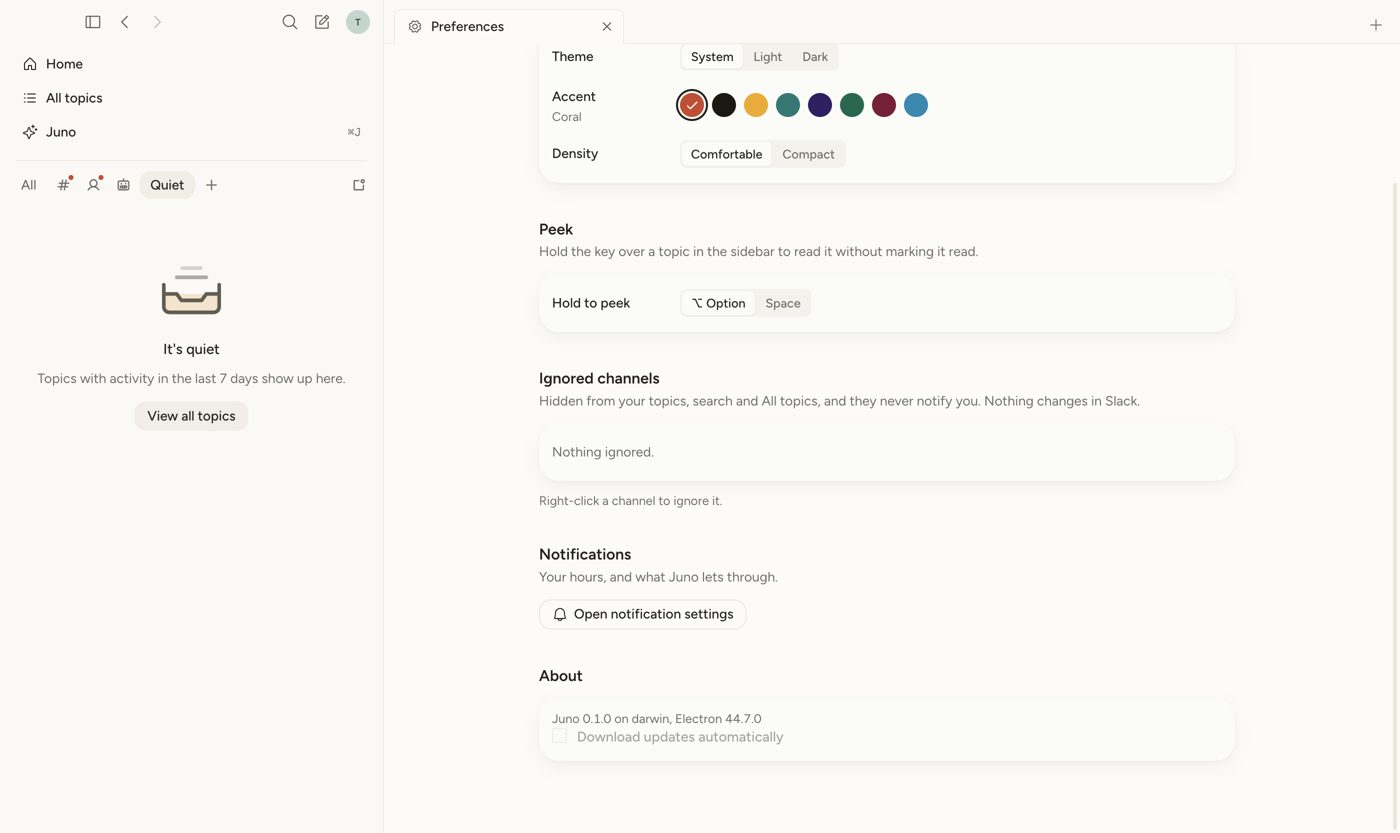 T
Preferences
Home
All topics
Juno
⌘J
All
Quiet
It's quiet
Topics with activity in the last 7 days show up here.
View all topics
Theme
System
Light
Dark
Accent
Coral
Density
Comfortable
Compact
Peek
Hold the key over a topic in the sidebar to read it without marking it read.
Hold to peek
⌥ Option
Space
Ignored channels
Hidden from your topics, search and All topics, and they never notify you. Nothing changes in Slack.
Nothing ignored.
Right-click a channel to ignore it.
Notifications
Your hours, and what Juno lets through.
Open notification settings
About
Juno 0.1.0 on darwin, Electron 44.7.0
Download updates automatically